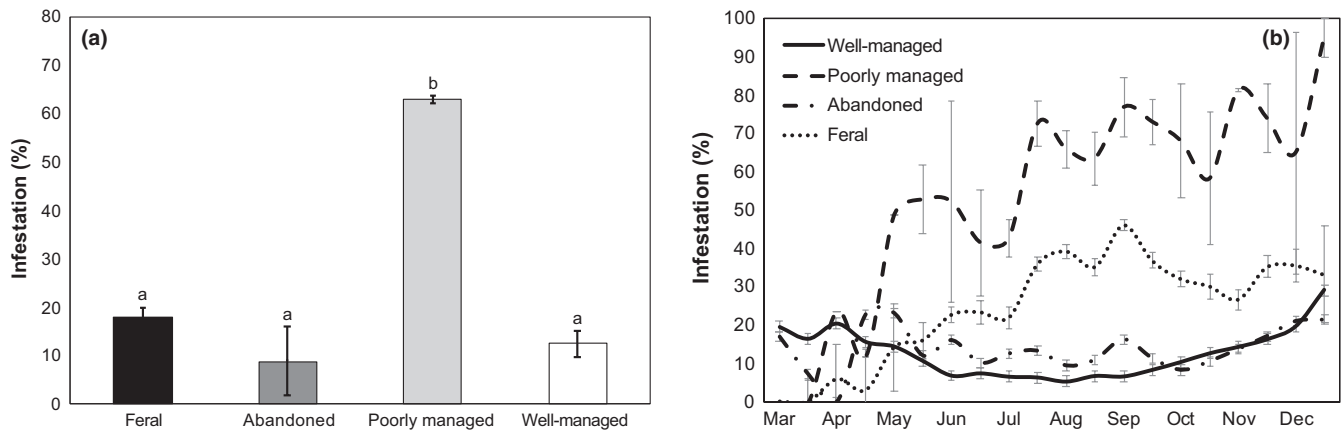 (a)
Infestation (%)
80
70
60
50
40
30
20
10
0
a
a
b
a
Feral Abandoned Poorly managed Well-managed
(b)
Infestation (%)
100
90
80
70
60
50
40
30
20
10
0
Well-managed
Poorly managed
Abandoned
Feral
Mar Apr May Jun Jul Aug Sep Oct Nov Dec